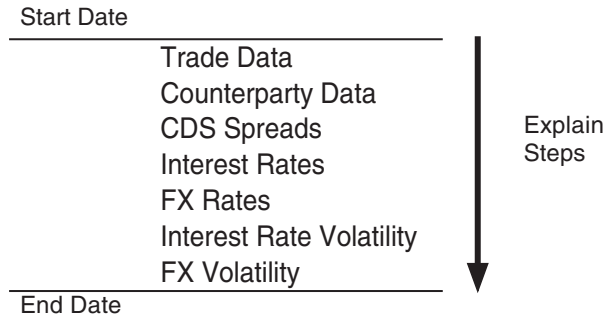 Start Date
Trade Data
Counterparty Data
CDS Spreads
Interest Rates
FX Rates
Interest Rate Volatility
FX Volatility
End Date
Explain
Steps